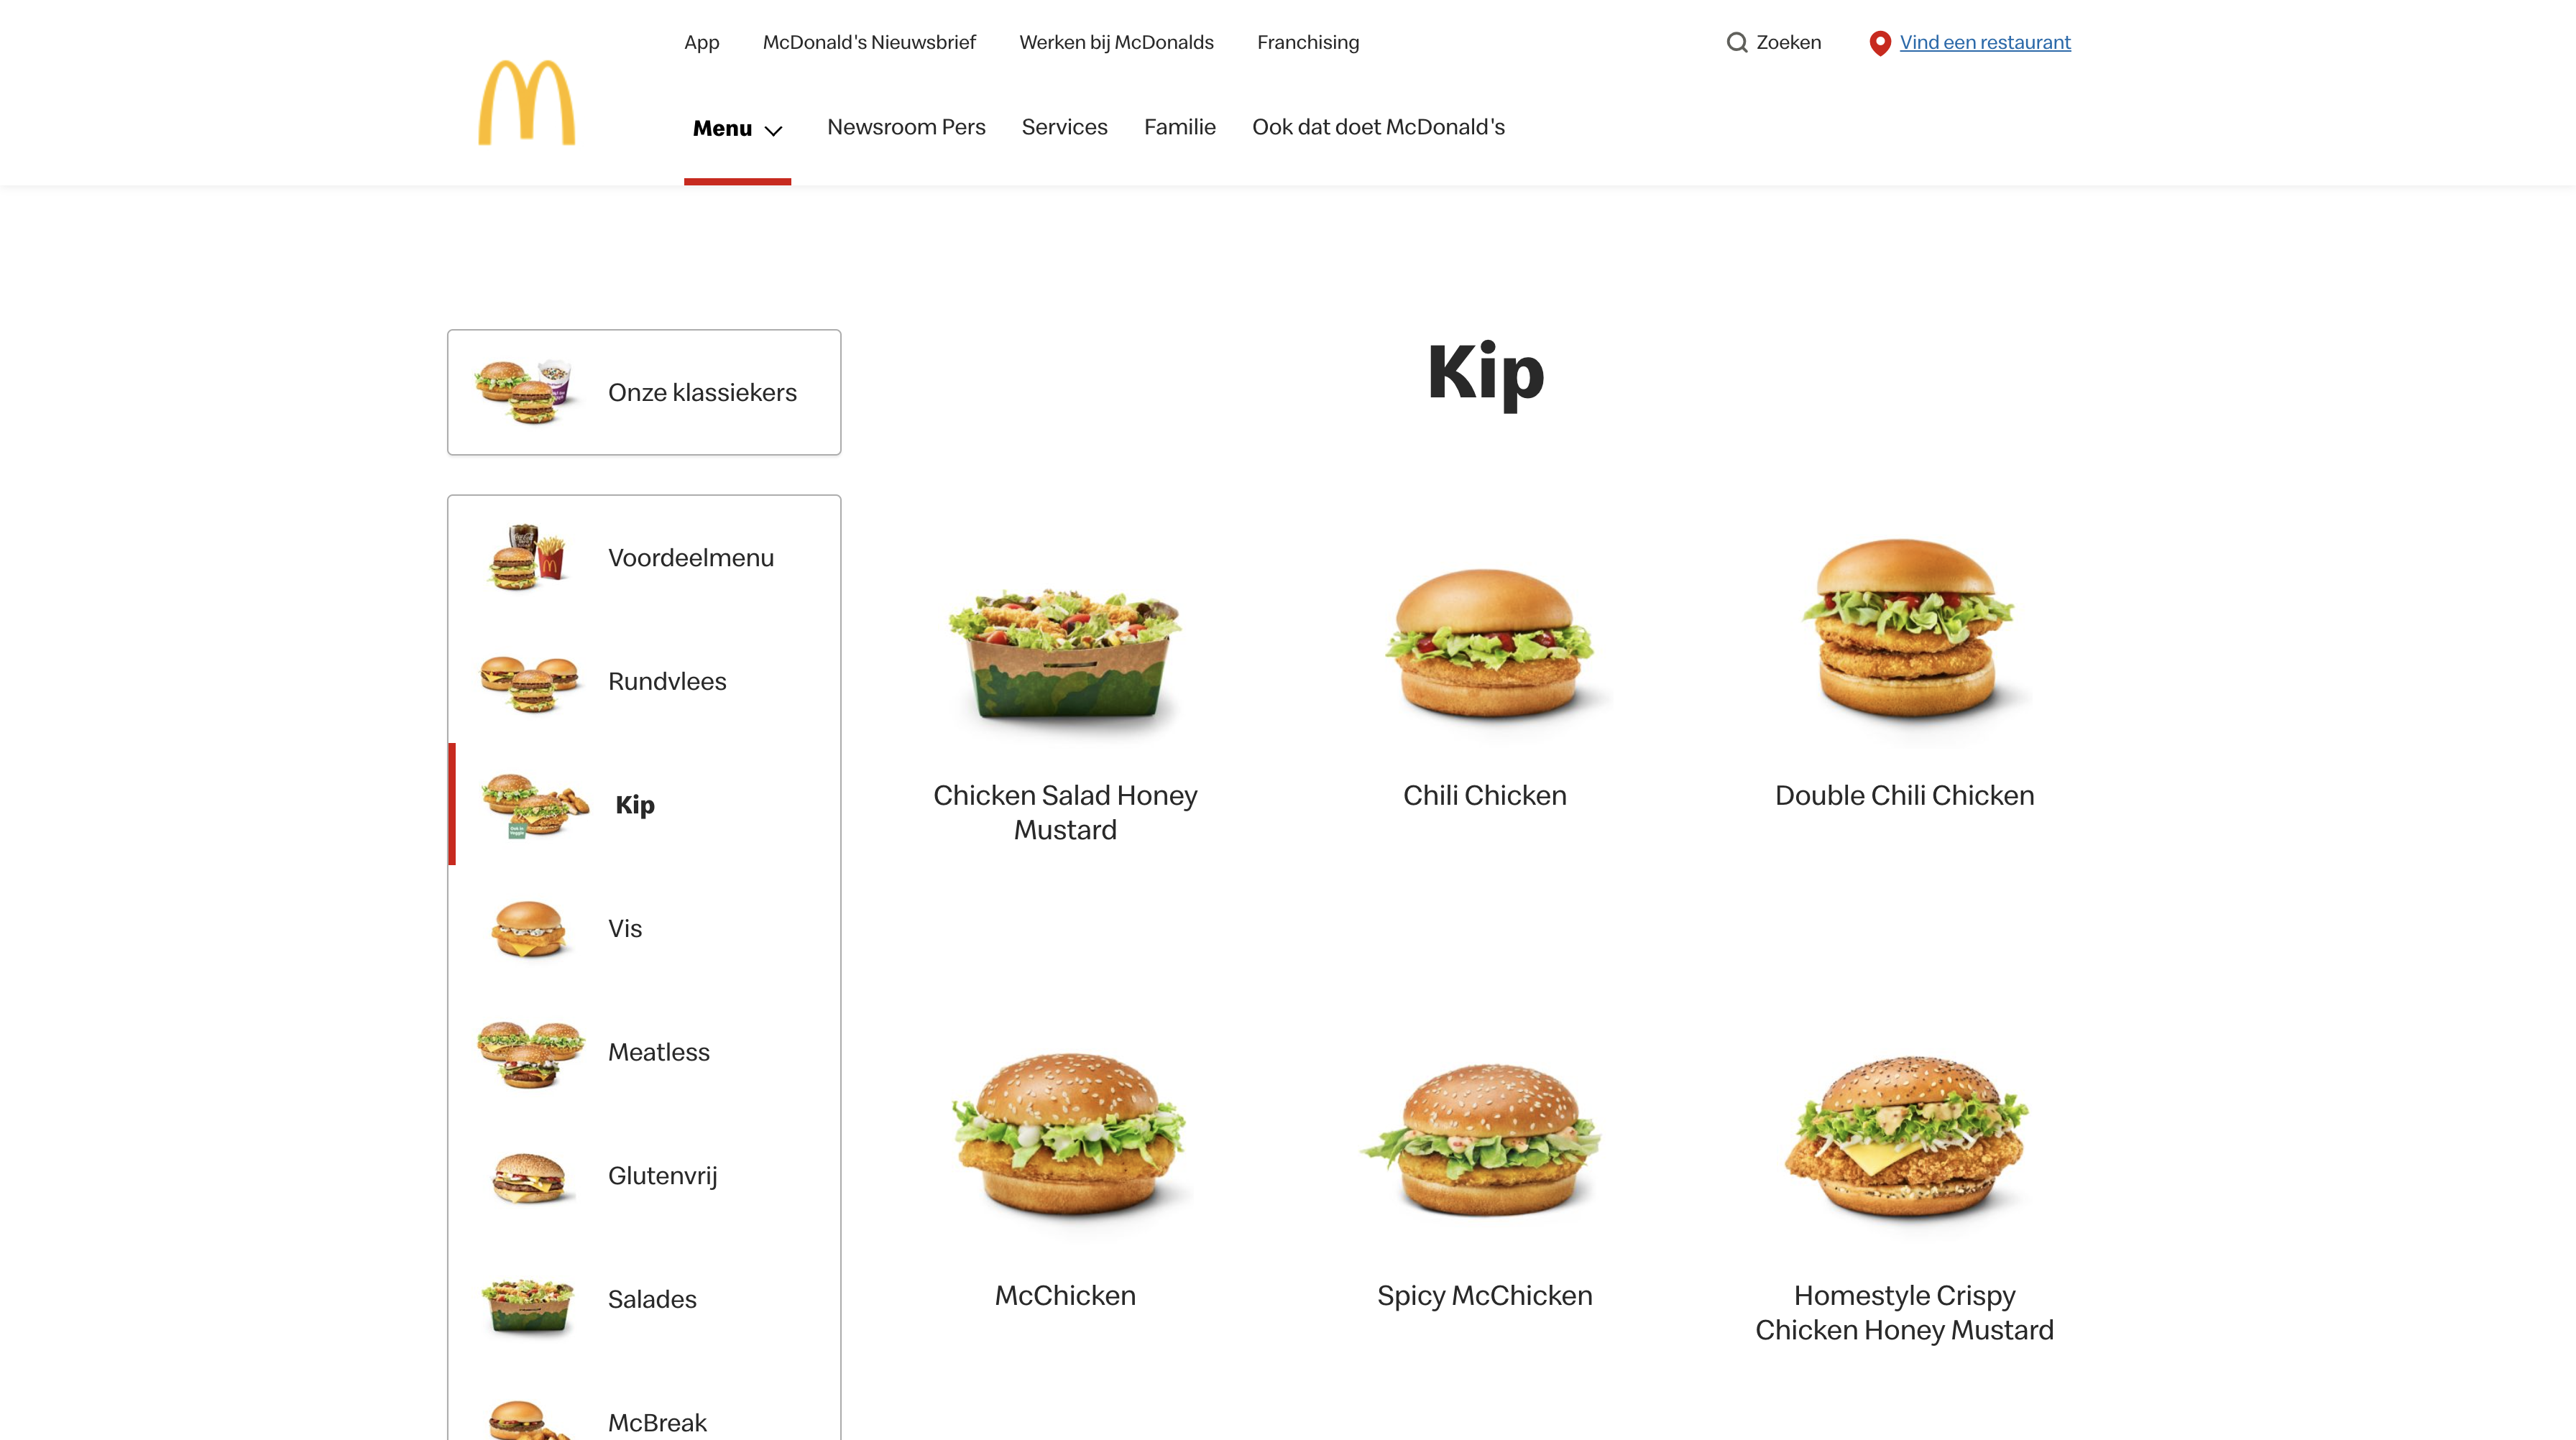 App
McDonald's Nieuwsbrief
Werken bij McDonalds
Franchising
Zoeken
Vind een restaurant
Menu
Newsroom Pers
Services
Familie
Ook dat doet McDonald's
Onze klassiekers
Voordeelmenu
Rundvlees
Kip
Vis
Meatless
Glutenvrij
Salades
McBreak
Kip
Chicken Salad Honey
Mustard
Chili Chicken
Double Chili Chicken
McChicken
Spicy McChicken
Homestyle Crispy
Chicken Honey Mustard